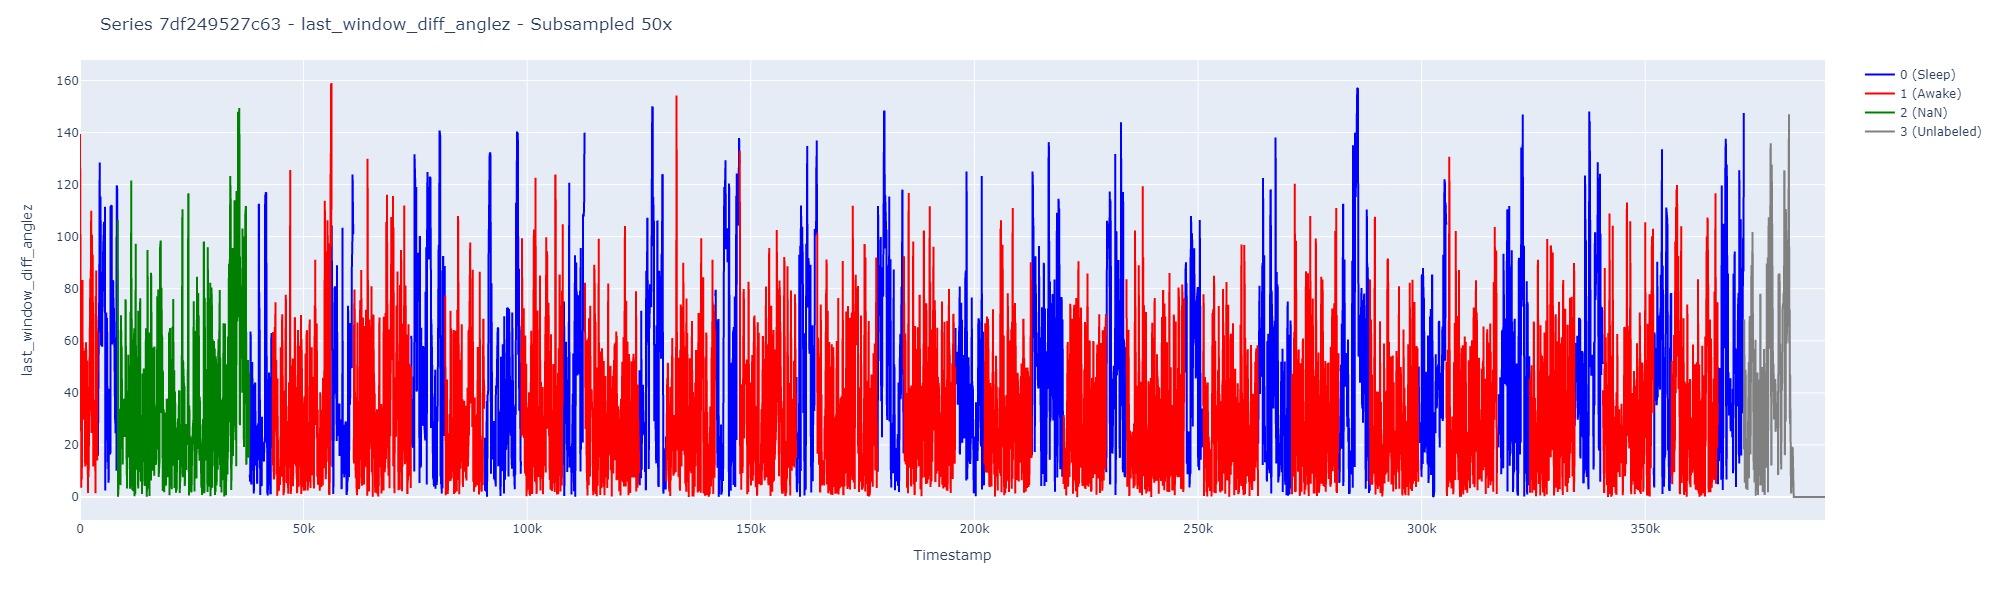 Series 7df249527c63 - last_window_diff_anglez - Subsampled 50x
0 (Sleep)
1 (Awake)
2 (NaN)
3 (Unlabeled)
last_window_diff_anglez
160
140
120
100
80
60
40
20
0
0 50k 100k 150k 200k 250k 300k 350k
Timestamp